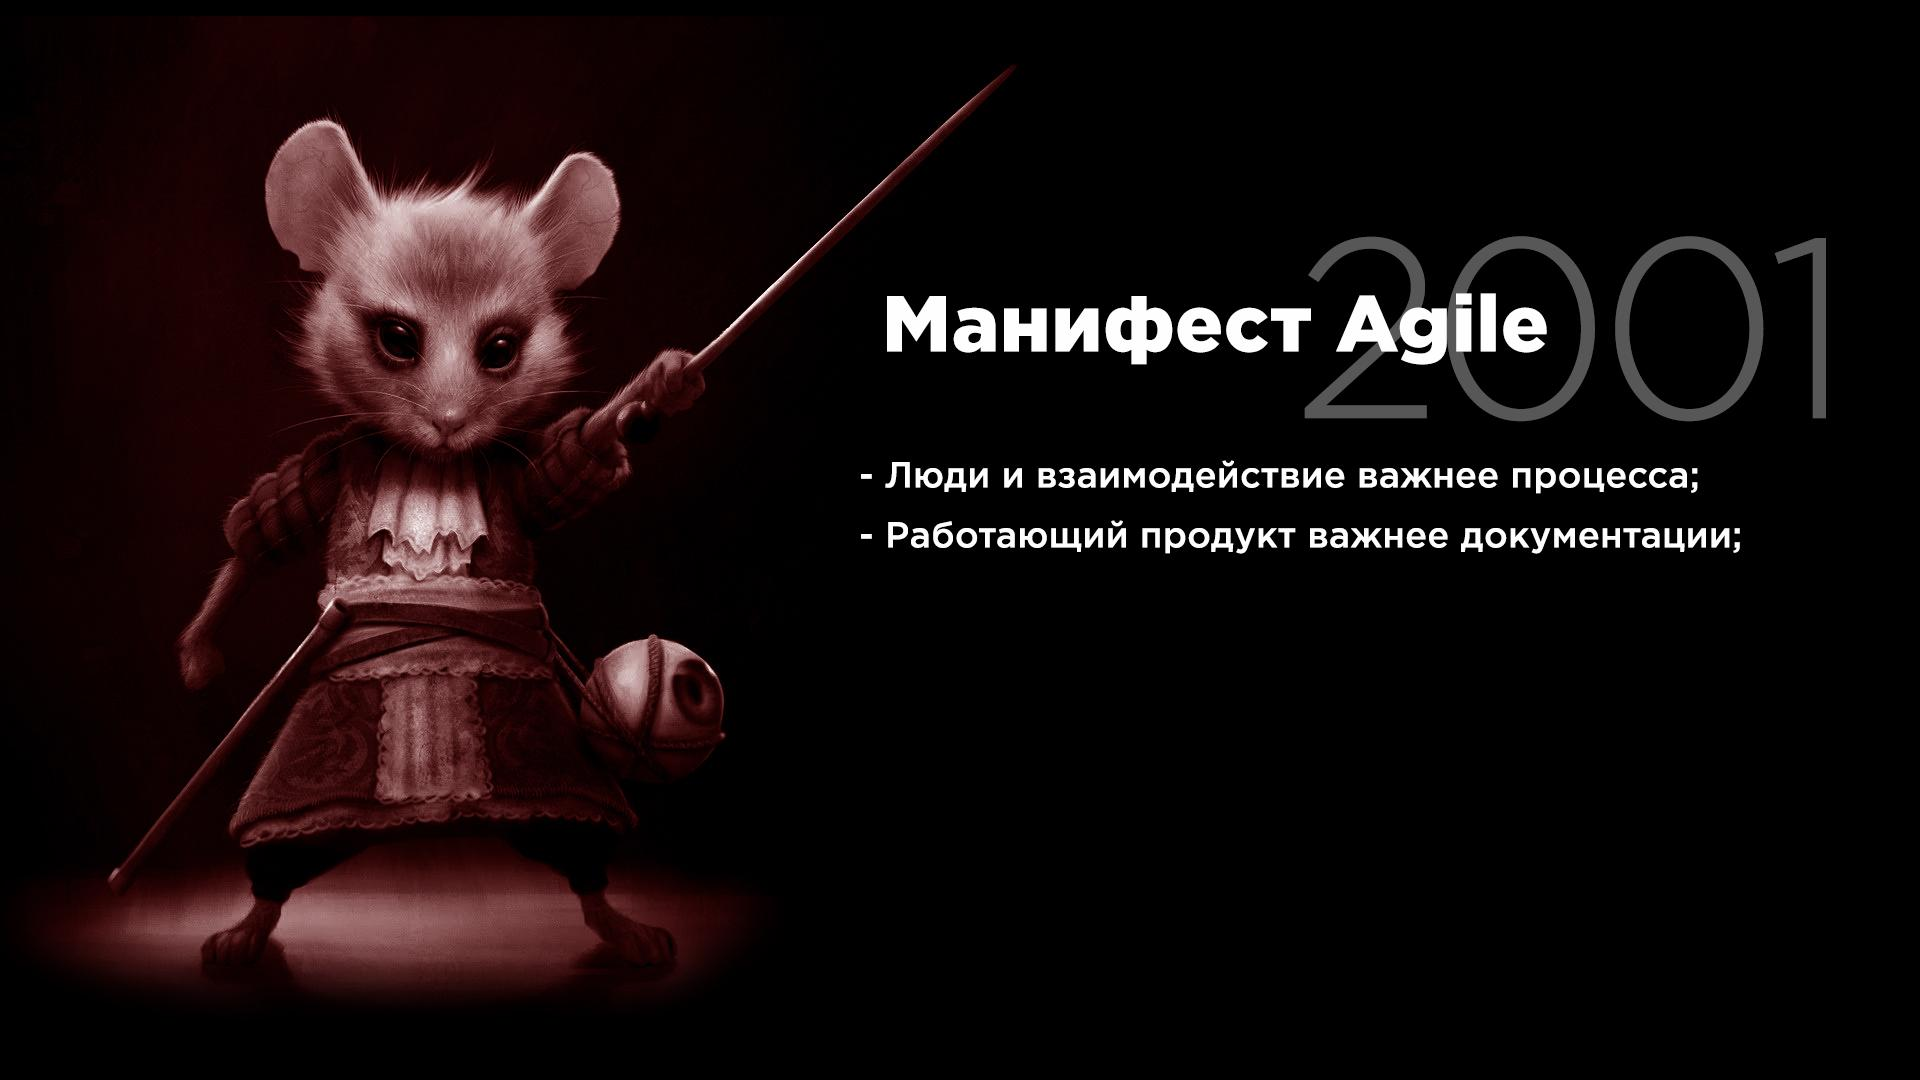 2001
Манифест Agile
- Люди и взаимодействие важнее процесса;
- Работающий продукт важнее документации;